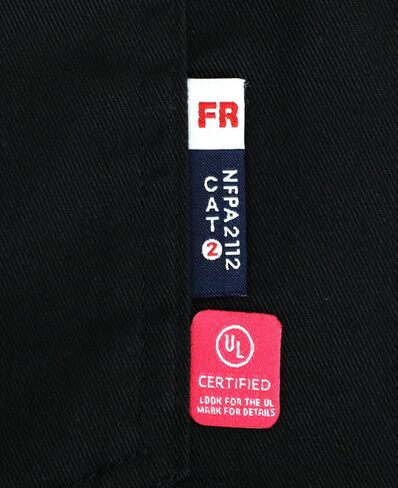 FR
NFPA 2112
CAT 2
UL
CERTIFIED
LOOK FOR THE UL
MARK FOR DETAILS